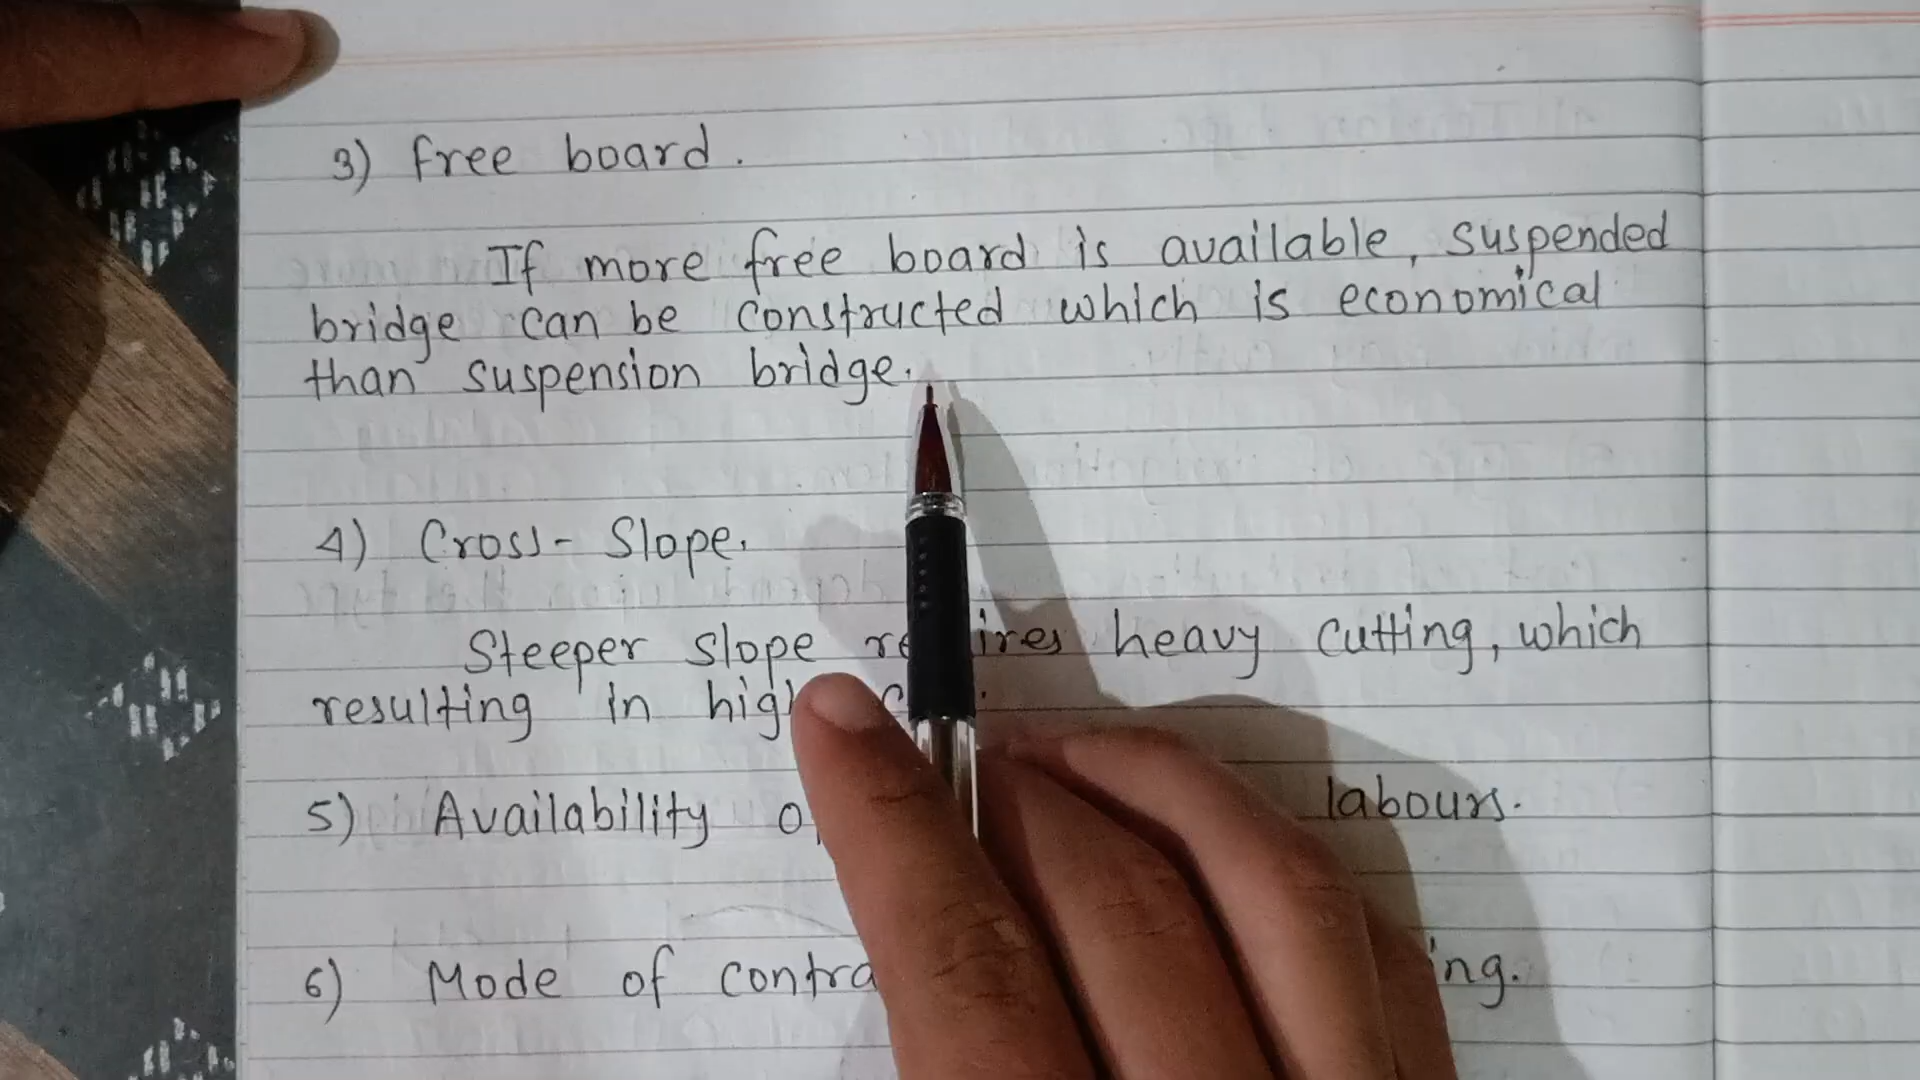 3) free board.
If more free board is available, suspended
bridge can be constructed which is economical
than suspension bridge.
4) Cross-Slope.
Steeper slope heavy cutting, which
resulting in
5) Availability labours.
6) Mode of